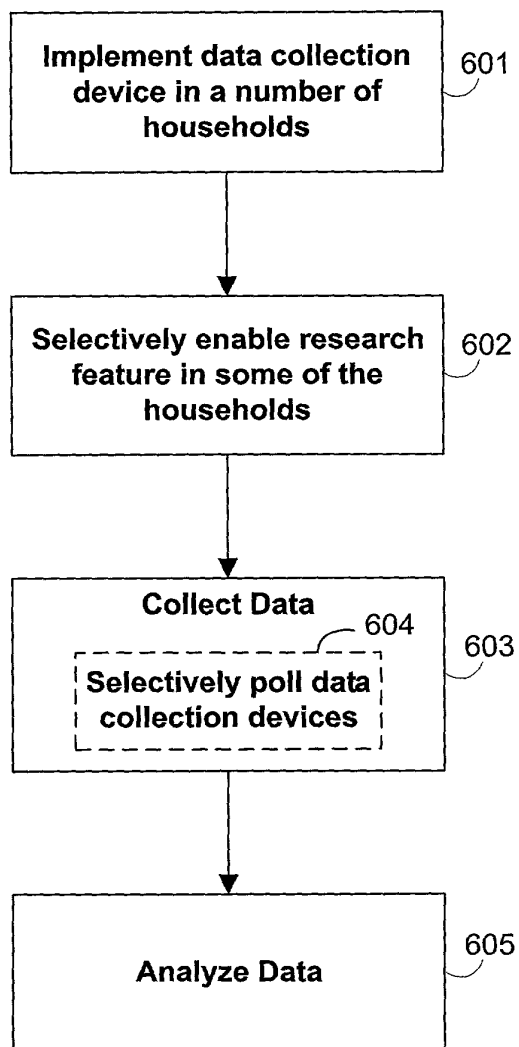 Implement data collection
device in a number of
households
601
Selectively enable research
feature in some of the
households
602
Collect Data
604
Selectively poll data
collection devices
603
Analyze Data
605